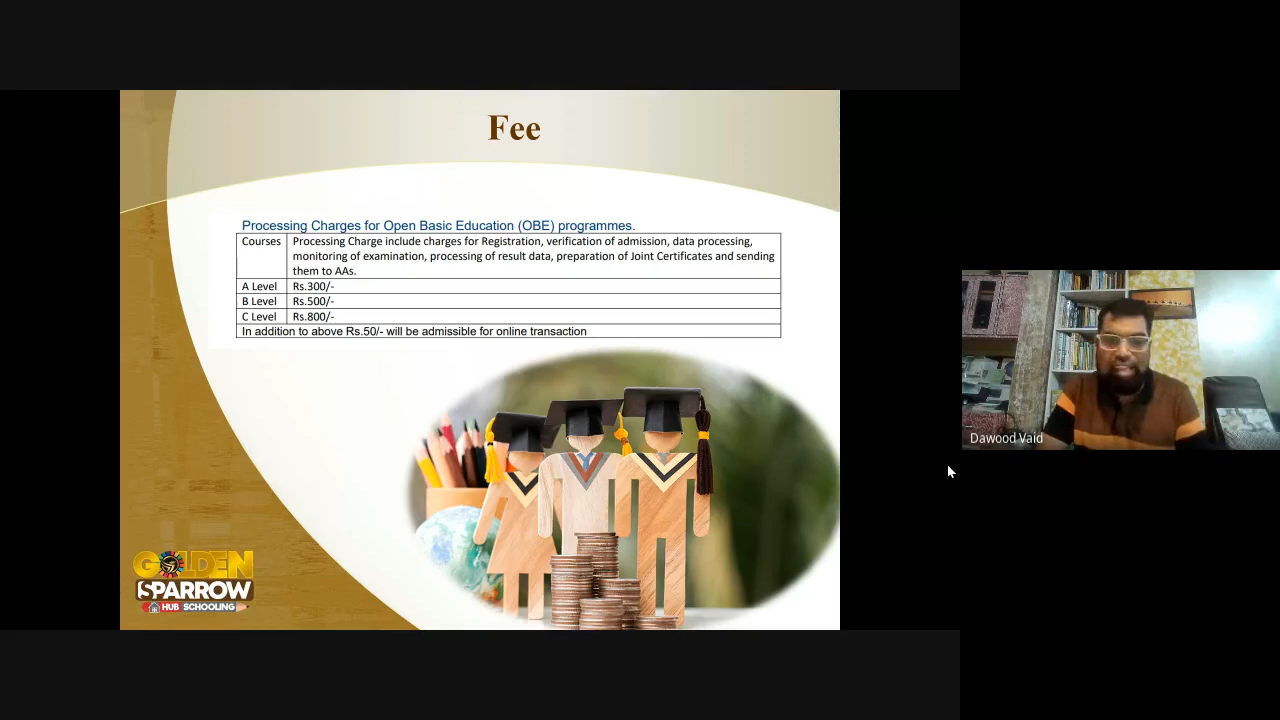 Fee
Processing Charges for Open Basic Education (OBE) programmes.
Courses Processing Charge include charges for Registration, verification of admission, data processing,
monitoring of examination, processing of result data, preparation of Joint Certificates and sending
them to AAs.
A Level Rs.300/-
B Level Rs.500/-
C Level Rs.800/-
In addition to above Rs.50/- will be admissible for online transaction
GOLDEN
SPARROW
HUB SCHOOLING
Dawood Vaid